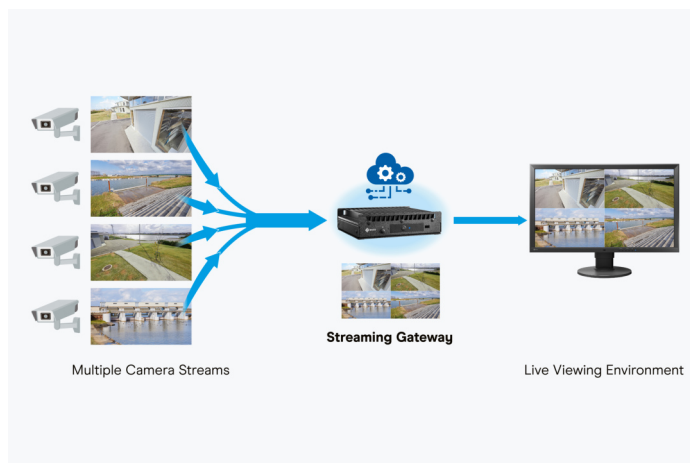 Streaming Gateway
Multiple Camera Streams
Live Viewing Environment